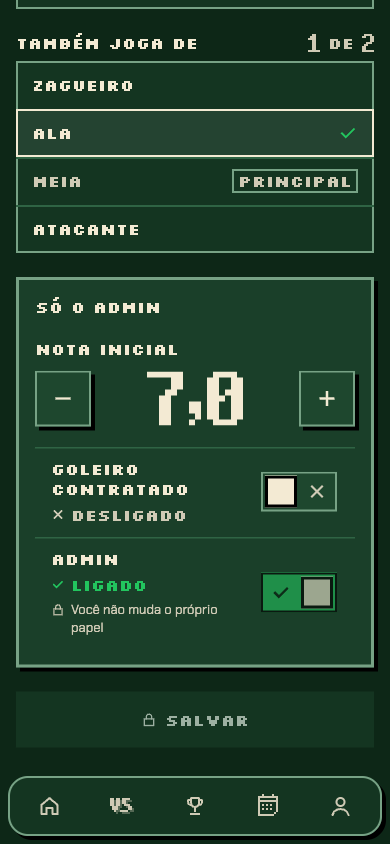 TAMBÉM JOGA DE
1 DE 2
ZAGUEIRO
ALA
MEIA
PRINCIPAL
ATACANTE
SÓ O ADMIN
NOTA INICIAL
− 7,0 +
GOLEIRO
CONTRATADO
DESLIGADO
ADMIN
LIGADO
Você não muda o próprio
papel
SALVAR
VS